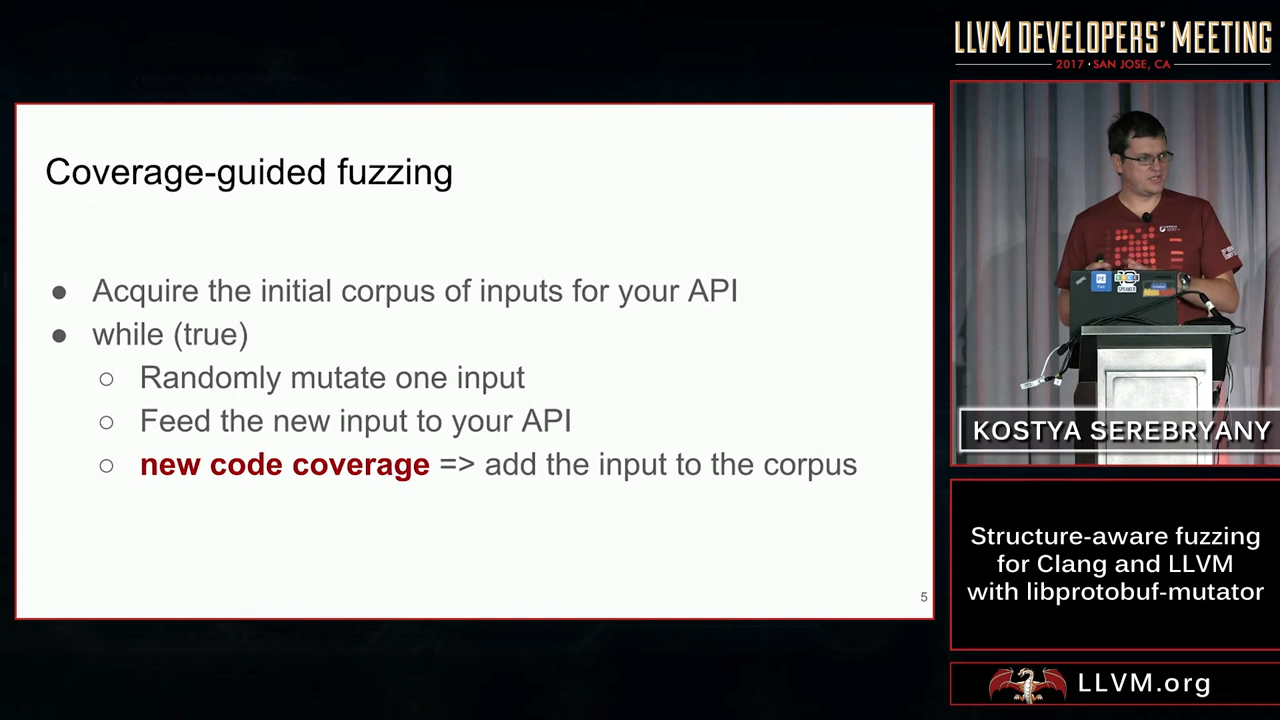 LLVM DEVELOPERS' MEETING
2017 · SAN JOSE, CA
Coverage-guided fuzzing
● Acquire the initial corpus of inputs for your API
● while (true)
○ Randomly mutate one input
○ Feed the new input to your API
○ new code coverage => add the input to the corpus
5
SPEAKER
KOSTYA SEREBRYANY
Structure-aware fuzzing
for Clang and LLVM
with libprotobuf-mutator
LLVM.org